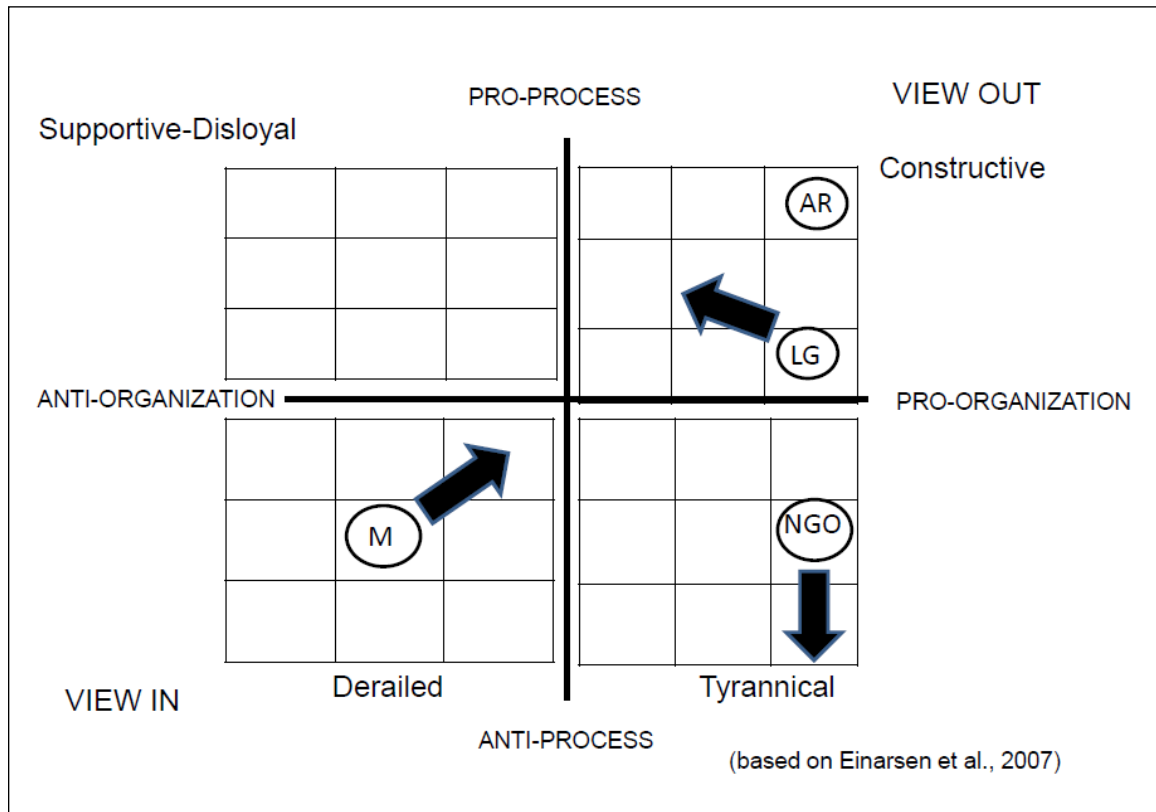 PRO-PROCESS
VIEW OUT
Supportive-Disloyal
Constructive
AR
LG
ANTI-ORGANIZATION
PRO-ORGANIZATION
M
NGO
Derailed
Tyrannical
VIEW IN
ANTI-PROCESS
(based on Einarsen et al., 2007)